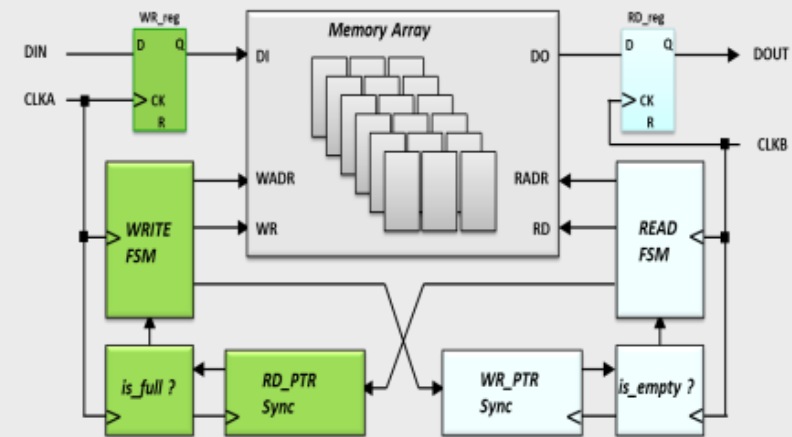 WR_reg
D Q
CK
R
DIN
CLKA
Memory Array
DI
DO
WADR
RADR
WR
RD
RD_reg
D Q
CK
R
DOUT
CLKB
WRITE
FSM
READ
FSM
is_full ?
RD_PTR
Sync
WR_PTR
Sync
is_empty ?